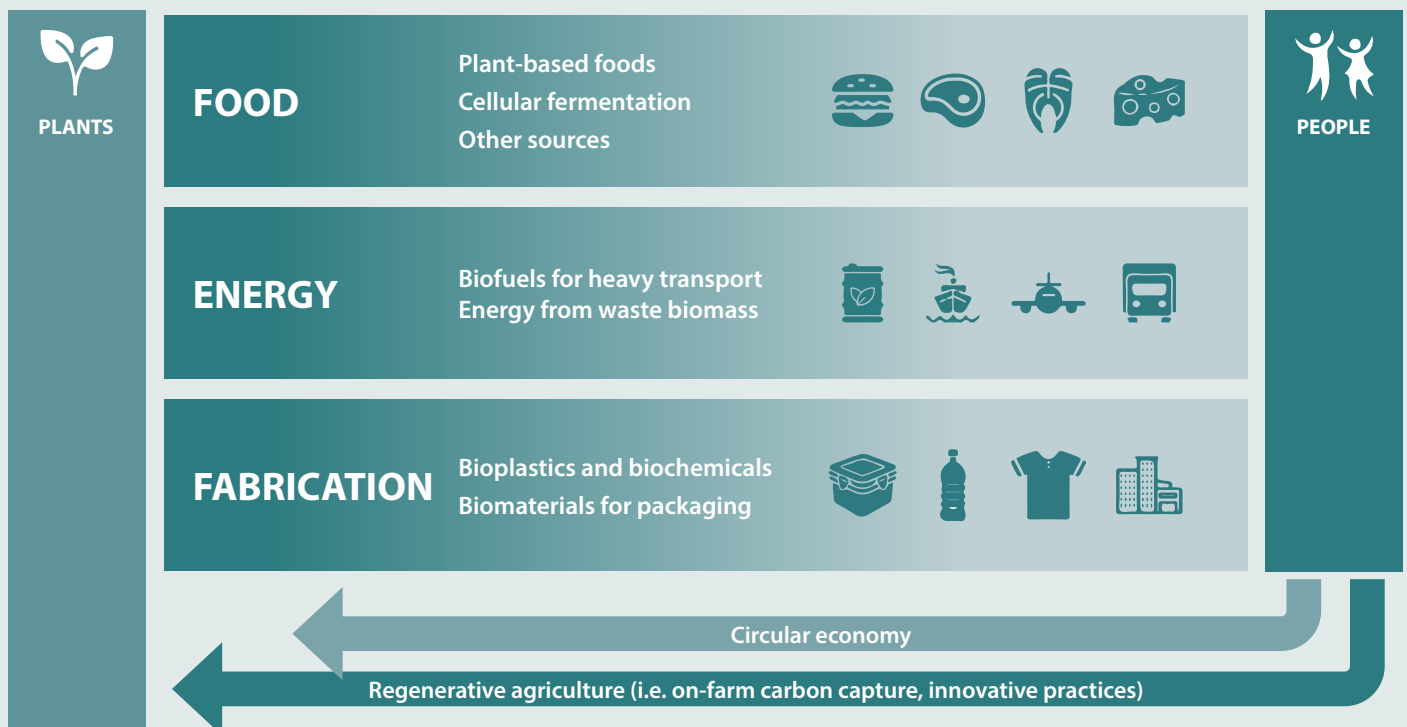 PLANTS
FOOD
Plant-based foods
Cellular fermentation
Other sources
PEOPLE
ENERGY
Biofuels for heavy transport
Energy from waste biomass
FABRICATION
Bioplastics and biochemicals
Biomaterials for packaging
Circular economy
Regenerative agriculture (i.e. on-farm carbon capture, innovative practices)